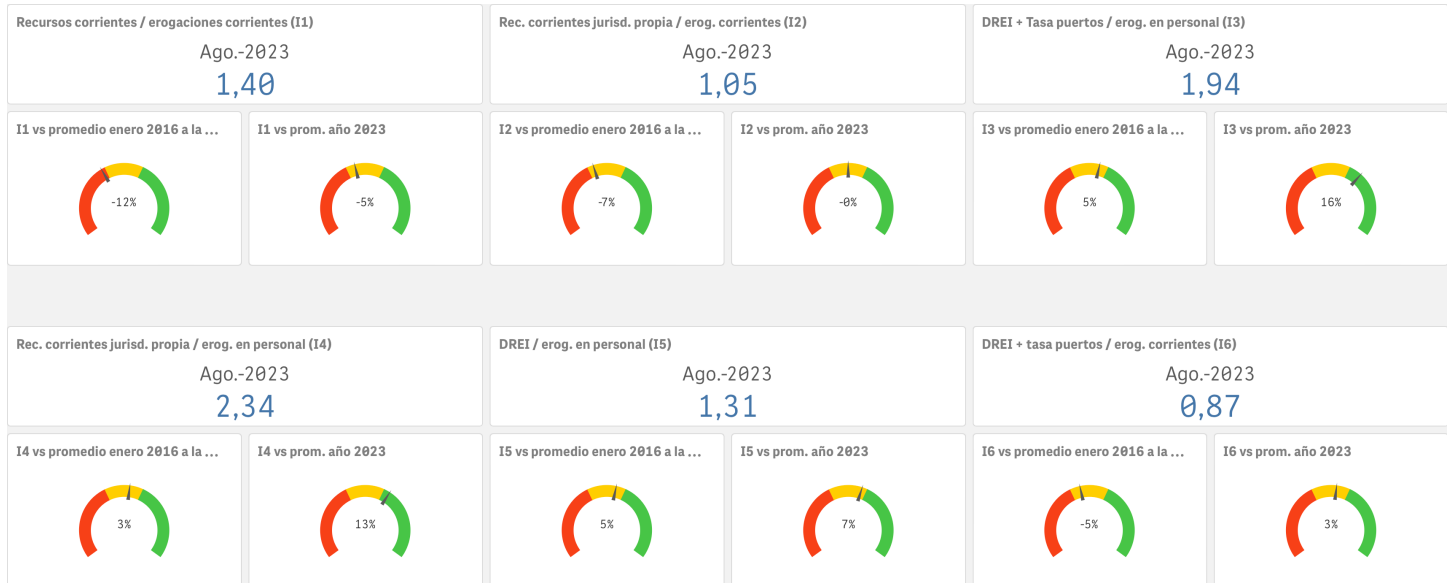 Recursos corrientes / erogaciones corrientes (I1)
Ago.-2023
1,40
Rec. corrientes jurisd. propia / erog. corrientes (I2)
Ago.-2023
1,05
DREI + Tasa puertos / erog. en personal (I3)
Ago.-2023
1,94
I1 vs promedio enero 2016 a la ...
-12%
I1 vs prom. año 2023
-5%
I2 vs promedio enero 2016 a la ...
-7%
I2 vs prom. año 2023
-0%
I3 vs promedio enero 2016 a la ...
5%
I3 vs prom. año 2023
16%
Rec. corrientes jurisd. propia / erog. en personal (I4)
Ago.-2023
2,34
DREI / erog. en personal (I5)
Ago.-2023
1,31
DREI + tasa puertos / erog. corrientes (I6)
Ago.-2023
0,87
I4 vs promedio enero 2016 a la ...
3%
I4 vs prom. año 2023
13%
I5 vs promedio enero 2016 a la ...
5%
I5 vs prom. año 2023
7%
I6 vs promedio enero 2016 a la ...
-5%
I6 vs prom. año 2023
3%